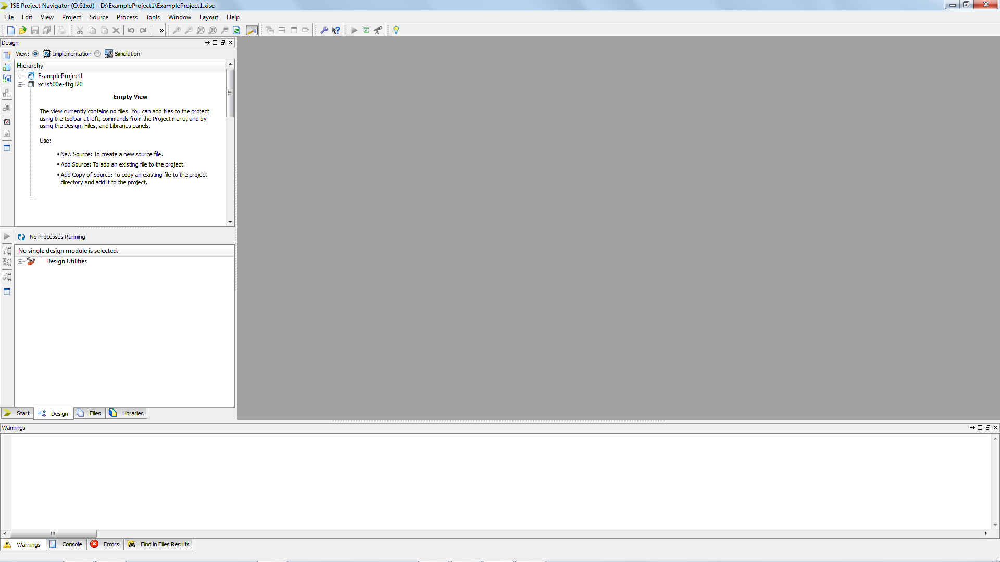 ISE Project Navigator (O.61xd) - D:\ExampleProject1\ExampleProject1.xise
File Edit View Project Source Process Tools Window Layout Help
Design
View: Implementation Simulation
Hierarchy
ExampleProject1
xc3s500e-4fg320
Empty View
The view currently contains no files. You can add files to the project
using the toolbar at left, commands from the Project menu, and by
using the Design, Files, and Libraries panels.
Use:
• New Source: To create a new source file.
• Add Source: To add an existing file to the project.
• Add Copy of Source: To copy an existing file to the project
directory and add it to the project.
No Processes Running
No single design module is selected.
Design Utilities
Start Design Files Libraries
Warnings
Warnings Console Errors Find in Files Results